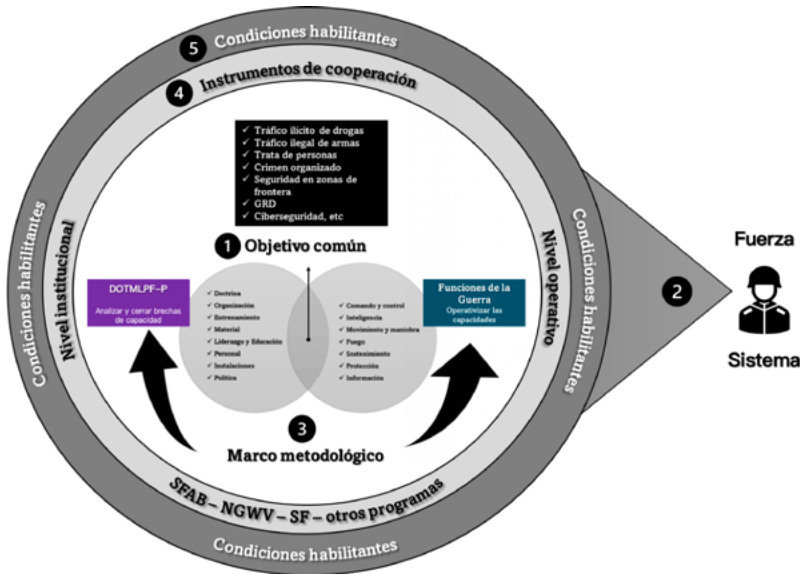 5 Condiciones habilitantes
4 Instrumentos de cooperación
✓ Tráfico ilícito de drogas
✓ Tráfico ilegal de armas
✓ Trata de personas
✓ Crimen organizado
✓ Seguridad en zonas de
frontera
✓ GRD
✓ Ciberseguridad, etc
1 Objetivo común
Condiciones habilitantes
Nivel institucional
DOTMLPF-P
Analizar y cerrar brechas
de capacidad
✓ Doctrina
✓ Organización
✓ Entrenamiento
✓ Material
✓ Liderazgo y Educación
✓ Personal
✓ Instalaciones
✓ Política
✓ Comando y control
✓ Inteligencia
✓ Movimiento y maniobra
✓ Fuego
✓ Sostenimiento
✓ Protección
✓ Información
Funciones de la
Guerra
Operativizar las
capacidades
Nivel operativo
Condiciones habilitantes
2
Fuerza
Sistema
3
Marco metodológico
SFAB – NGWV – SF – otros programas
Condiciones habilitantes